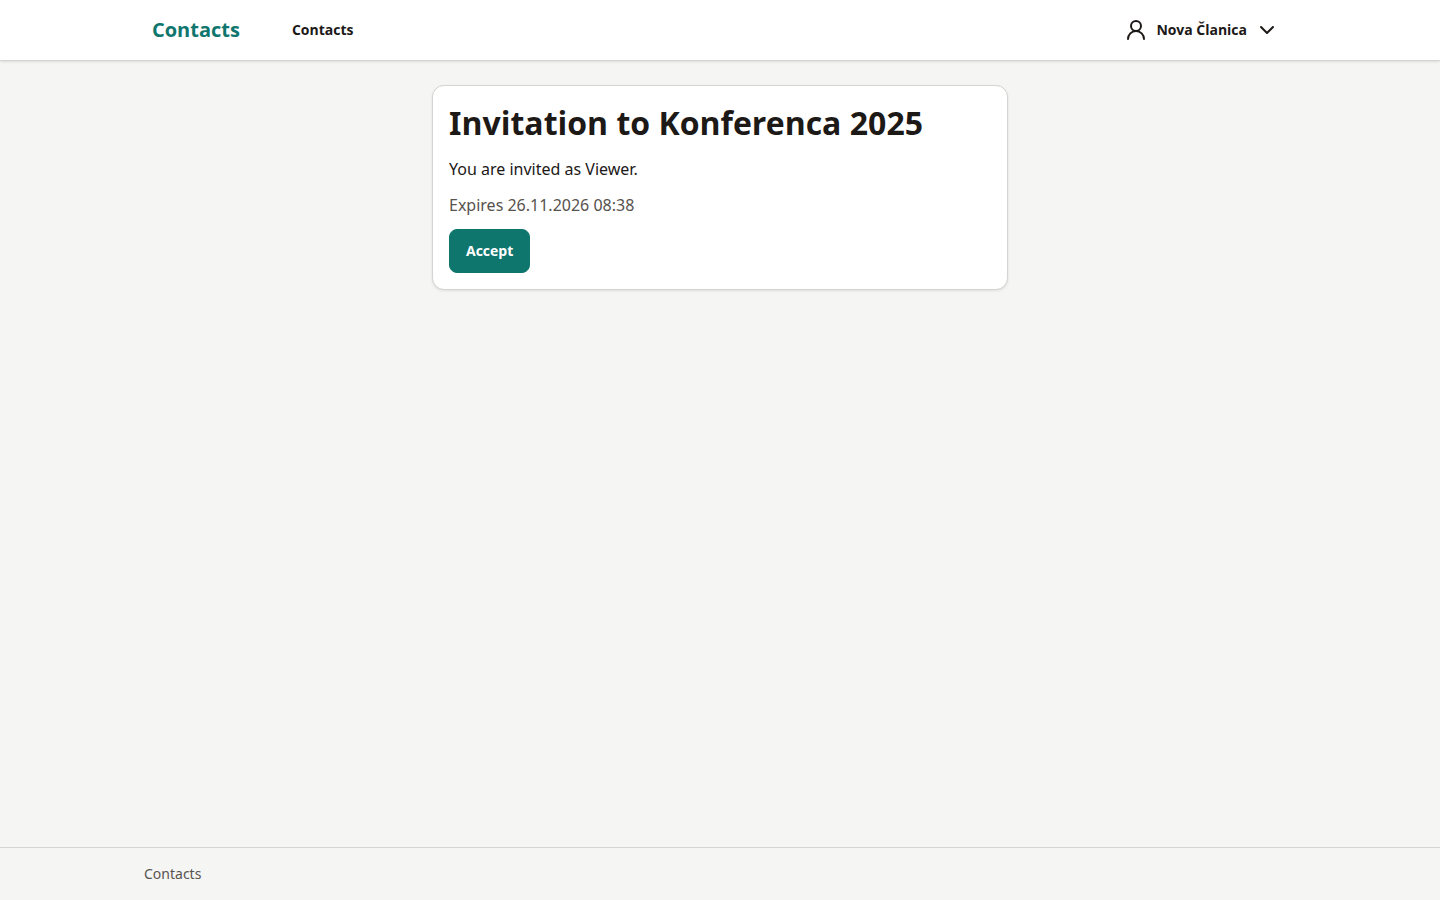 Contacts
Contacts
Nova Članica
Invitation to Konferenca 2025
You are invited as Viewer.
Expires 26.11.2026 08:38
Accept
Contacts